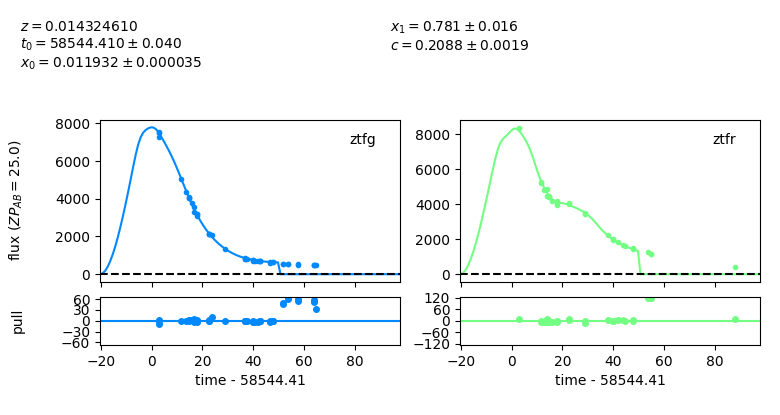 z = 0.014324610
t₀ = 58544.410 ± 0.040
x₀ = 0.011932 ± 0.000035
x₁ = 0.781 ± 0.016
c = 0.2088 ± 0.0019
flux (ZP_AB = 25.0)
8000
6000
4000
2000
0
ztfg
8000
6000
4000
2000
0
ztfr
pull
60
30
0
−30
−60
−20 0 20 40 60 80
time - 58544.41
120
60
0
−60
−120
−20 0 20 40 60 80
time - 58544.41